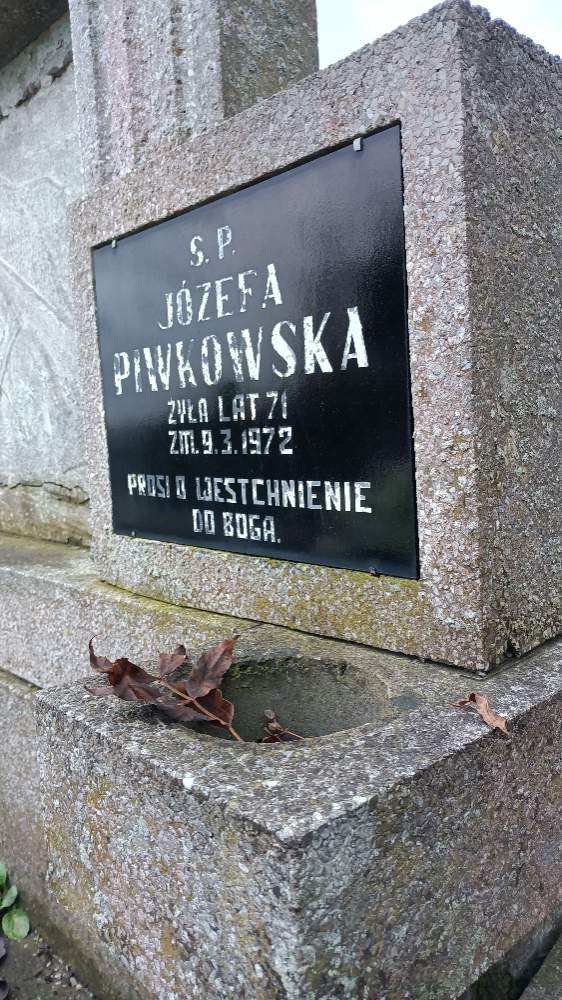 S. P.
JÓZEFA
PIWKOWSKA
ŻYŁA LAT 71
ZM. 9.3.1972
PROSI O WESTCHNIENIE
DO BOGA.